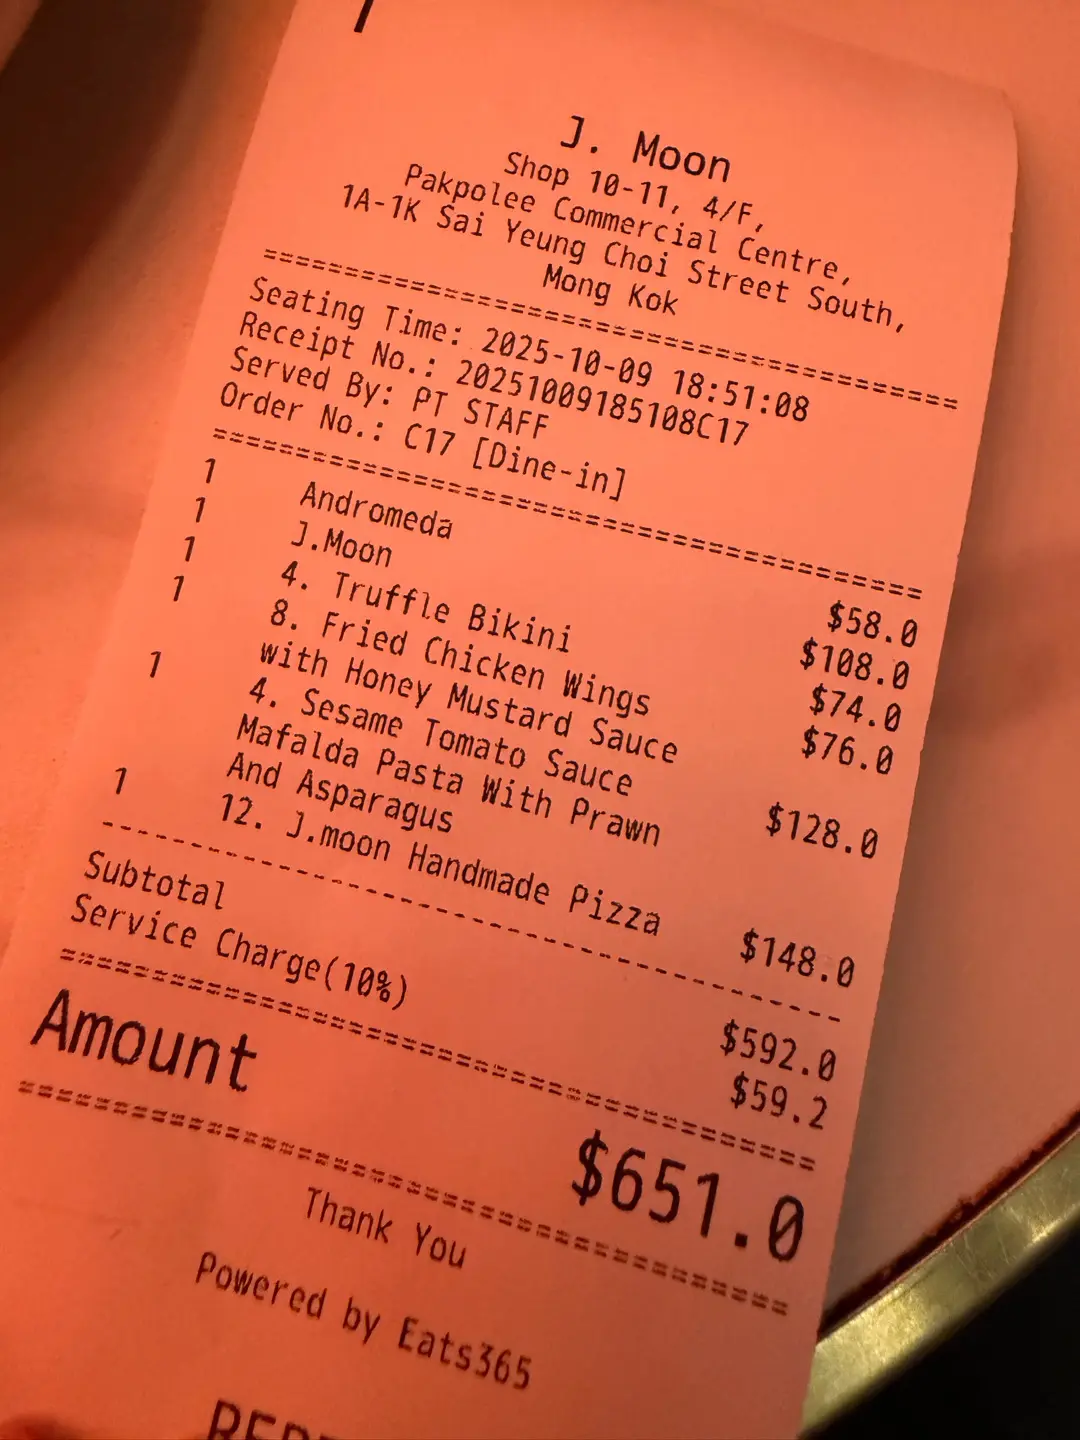 J. Moon
Shop 10-11, 4/F,
Pakpolee Commercial Centre,
1A-1K Sai Yeung Choi Street South,
Mong Kok
=========================================
Seating Time: 2025-10-09 18:51:08
Receipt No.: 20251009185108C17
Served By: PT STAFF
Order No.: C17 [Dine-in]
=========================================
1 Andromeda $58.0
1 J.Moon $108.0
1 4. Truffle Bikini $74.0
1 8. Fried Chicken Wings $76.0
with Honey Mustard Sauce
1 4. Sesame Tomato Sauce $128.0
Mafalda Pasta With Prawn
And Asparagus
1 12. J.moon Handmade Pizza $148.0
-----------------------------------------
Subtotal $592.0
Service Charge(10%) $59.2
=========================================
Amount $651.0
=========================================
Thank You
Powered by Eats365